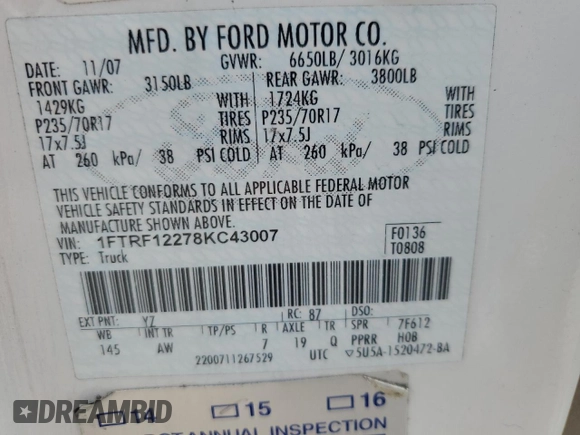 MFD. BY FORD MOTOR CO.
DATE: 11/07 GVWR: 6650LB/ 3016KG
FRONT GAWR: 3150LB REAR GAWR: 3800LB
1429KG WITH 1724KG WITH
P235/70R17 TIRES P235/70R17 TIRES
17x7.5J RIMS 17x7.5J RIMS
AT 260 kPa/ 38 PSI COLD AT 260 kPa/ 38 PSI COLD
THIS VEHICLE CONFORMS TO ALL APPLICABLE FEDERAL MOTOR
VEHICLE SAFETY STANDARDS IN EFFECT ON THE DATE OF
MANUFACTURE SHOWN ABOVE.
VIN: 1FTRF12278KC43007 F0136
TYPE: Truck T0808
EXT PNT: YZ RC: 87 DSO:
WB INT TR TP/PS R AXLE TR SPR 7F612
145 AW 7 19 Q PPRR H0B
2200711267529 UTC ▽5U5A-1520472-BA
14 15 16
ANNUAL INSPECTION
DREAMBID